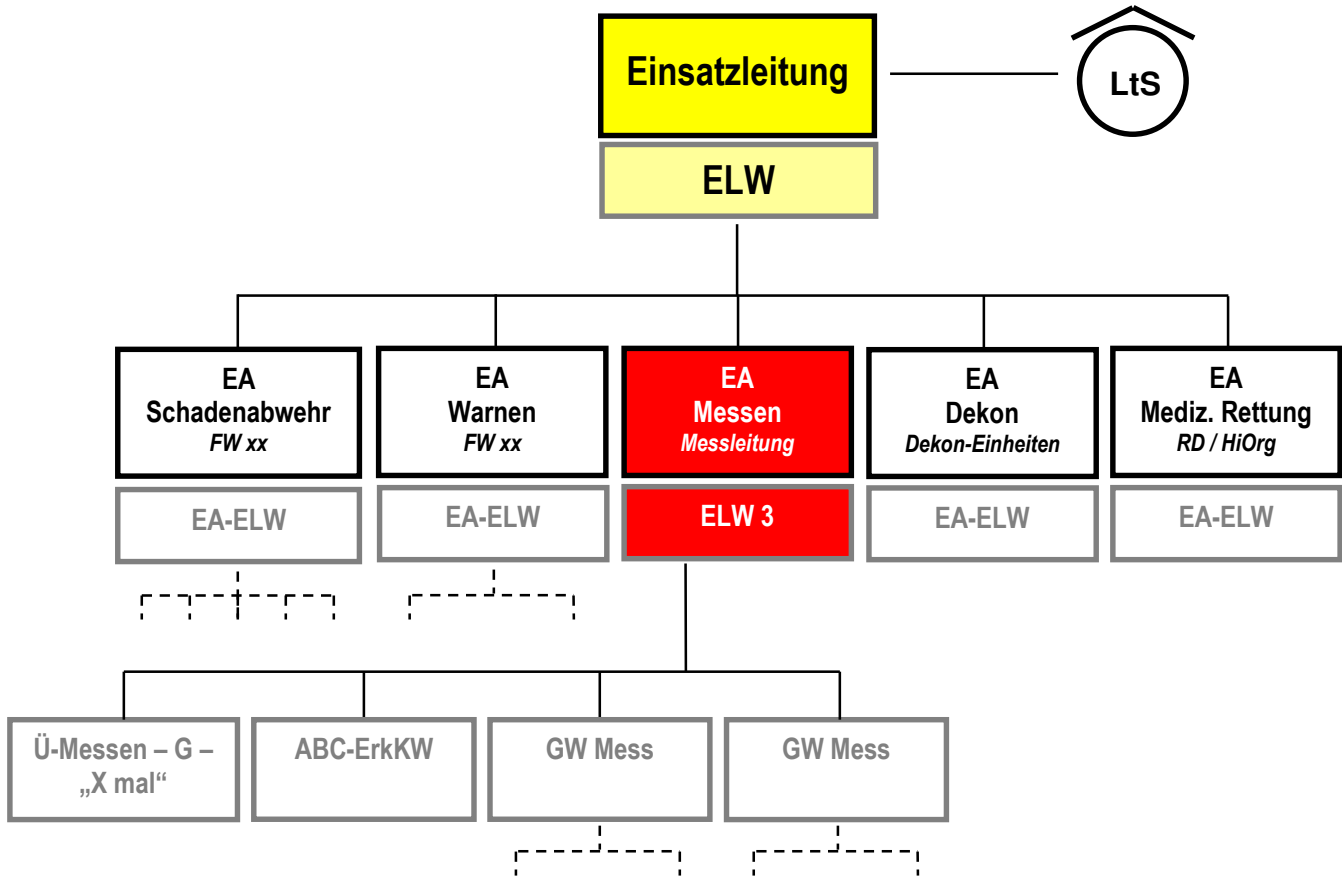 Einsatzleitung
LtS
ELW
EA
Schadenabwehr
FW xx
EA-ELW
EA
Warnen
FW xx
EA-ELW
EA
Messen
Messleitung
ELW 3
EA
Dekon
Dekon-Einheiten
EA-ELW
EA
Mediz. Rettung
RD / HiOrg
EA-ELW
Ü-Messen – G –
„X mal“
ABC-ErkKW
GW Mess
GW Mess